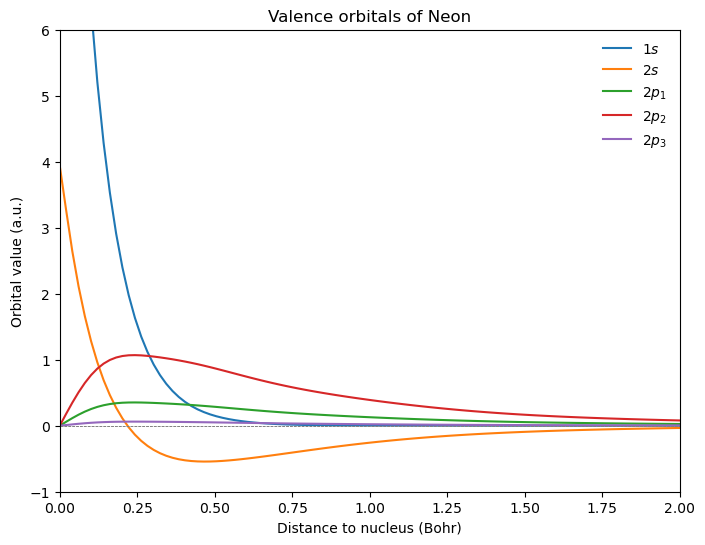 Valence orbitals of Neon
Orbital value (a.u.)
6
5
4
3
2
1
0
−1
0.00 0.25 0.50 0.75 1.00 1.25 1.50 1.75 2.00
Distance to nucleus (Bohr)
1s
2s
2p₁
2p₂
2p₃